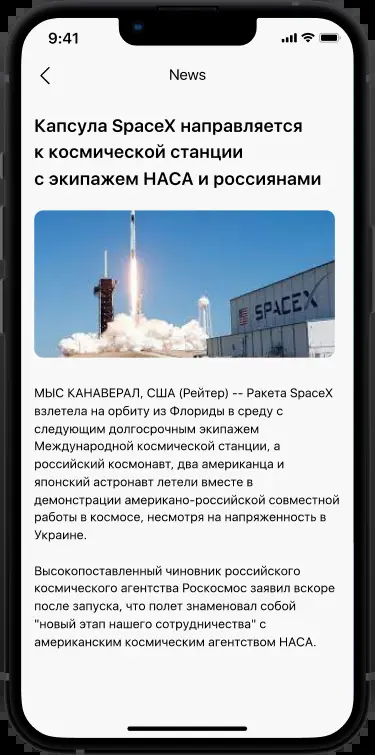 9:41
News
Капсула SpaceX направляется
к космической станции
с экипажем НАСА и россиянами
SPACEX
МЫС КАНАВЕРАЛ, США (Рейтер) -- Ракета SpaceX
взлетела на орбиту из Флориды в среду с
следующим долгосрочным экипажем
Международной космической станции, а
российский космонавт, два американца и
японский астронавт летели вместе в
демонстрации американо-российской совместной
работы в космосе, несмотря на напряженность в
Украине.
Высокопоставленный чиновник российского
космического агентства Роскосмос заявил вскоре
после запуска, что полет знаменовал собой
"новый этап нашего сотрудничества" с
американским космическим агентством НАСА.